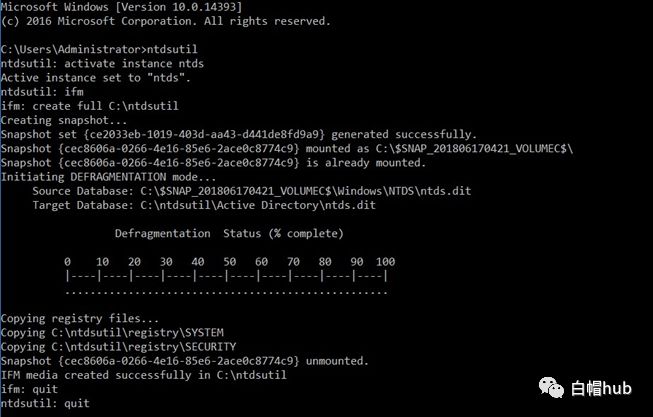 Microsoft Windows [Version 10.0.14393]
(c) 2016 Microsoft Corporation. All rights reserved.
C:\Users\Administrator>ntdsutil
ntdsutil: activate instance ntds
Active instance set to "ntds".
ntdsutil: ifm
ifm: create full C:\ntdsutil
Creating snapshot...
Snapshot set {ce2033eb-1019-403d-aa43-d441de8fd9a9} generated successfully.
Snapshot {cec8606a-0266-4e16-85e6-2ace0c8774c9} mounted as C:\$SNAP_201806170421_VOLUMEC$\
Snapshot {cec8606a-0266-4e16-85e6-2ace0c8774c9} is already mounted.
Initiating DEFRAGMENTATION mode...
     Source Database: C:\$SNAP_201806170421_VOLUMEC$\Windows\NTDS\ntds.dit
     Target Database: C:\ntdsutil\Active Directory\ntds.dit
                  Defragmentation  Status (% complete)
          0    10   20   30   40   50   60   70   80   90  100
          |----|----|----|----|----|----|----|----|----|----|
          ...................................................
Copying registry files...
Copying C:\ntdsutil\registry\SYSTEM
Copying C:\ntdsutil\registry\SECURITY
Snapshot {cec8606a-0266-4e16-85e6-2ace0c8774c9} unmounted.
IFM media created successfully in C:\ntdsutil
ifm: quit
ntdsutil: quit
白帽hub